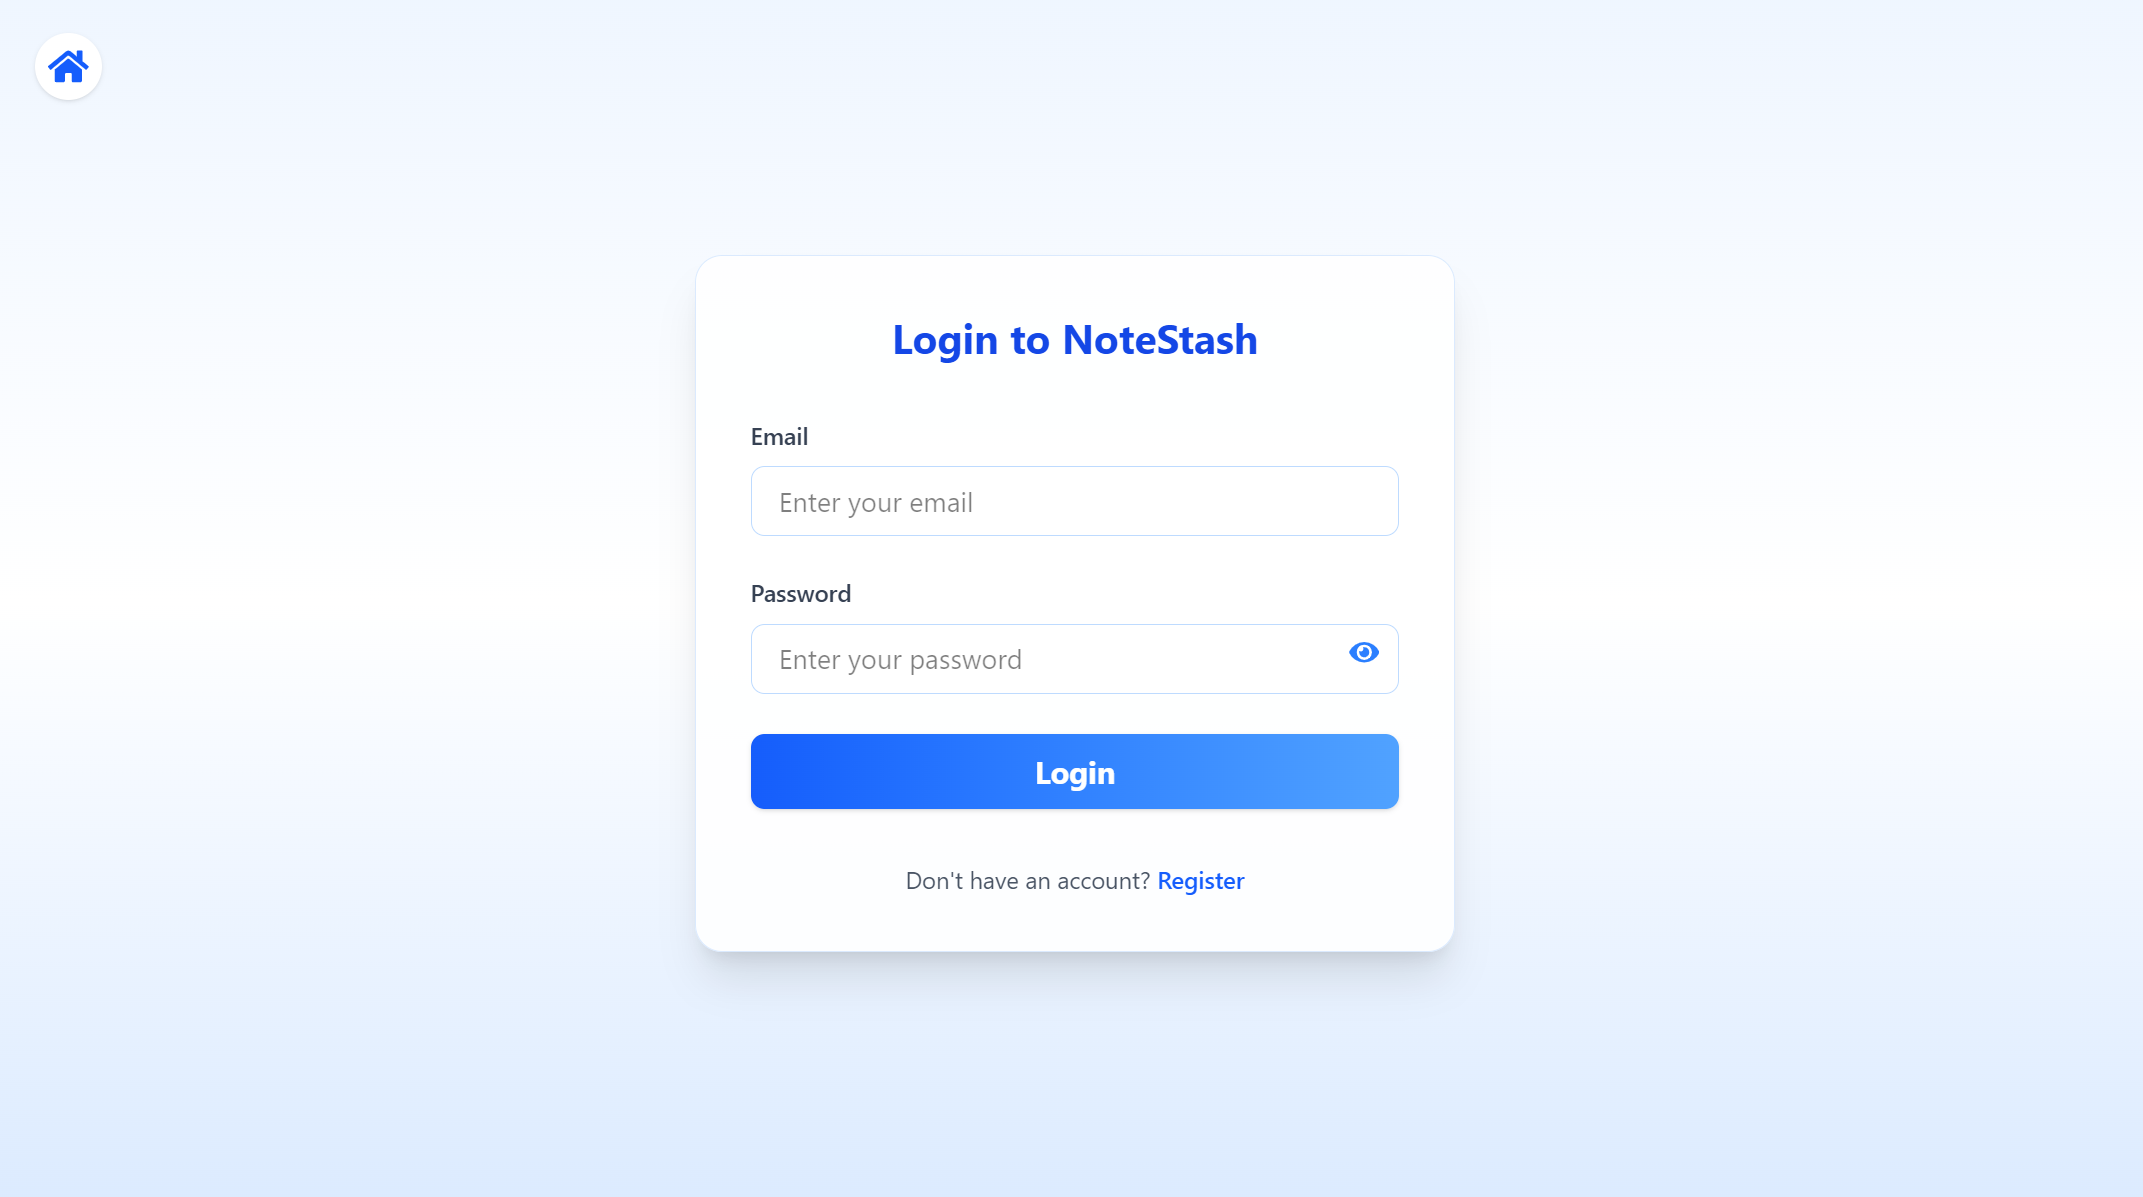 Login to NoteStash
Email
Enter your email
Password
Enter your password
Login
Don't have an account? Register